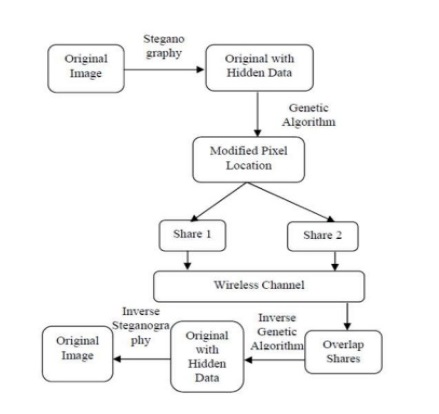 Stegano
graphy
Original
Image
Original with
Hidden Data
Genetic
Algorithm
Modified Pixel
Location
Share 1
Share 2
Wireless Channel
Inverse
Steganogra
phy
Inverse
Genetic
Algorithm
Original
Image
Original
with
Hidden
Data
Overlap
Shares